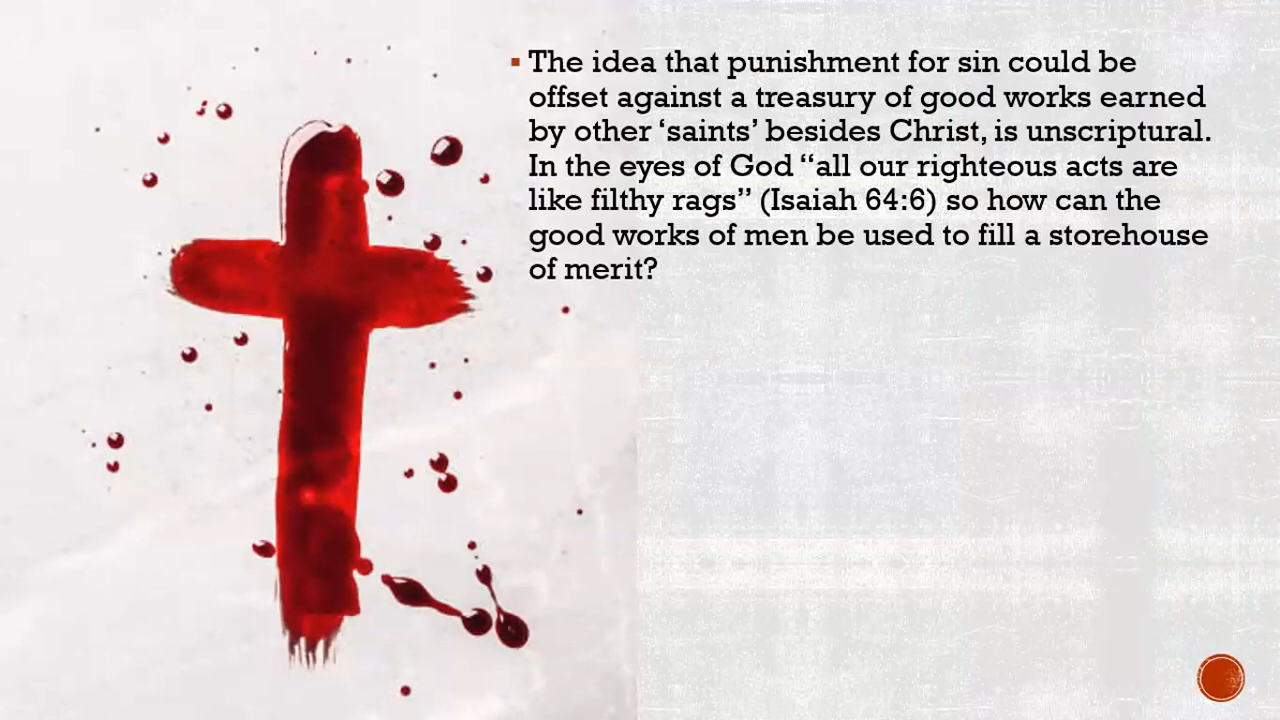 The idea that punishment for sin could be
offset against a treasury of good works earned
by other ‘saints’ besides Christ, is unscriptural.
In the eyes of God “all our righteous acts are
like filthy rags” (Isaiah 64:6) so how can the
good works of men be used to fill a storehouse
of merit?